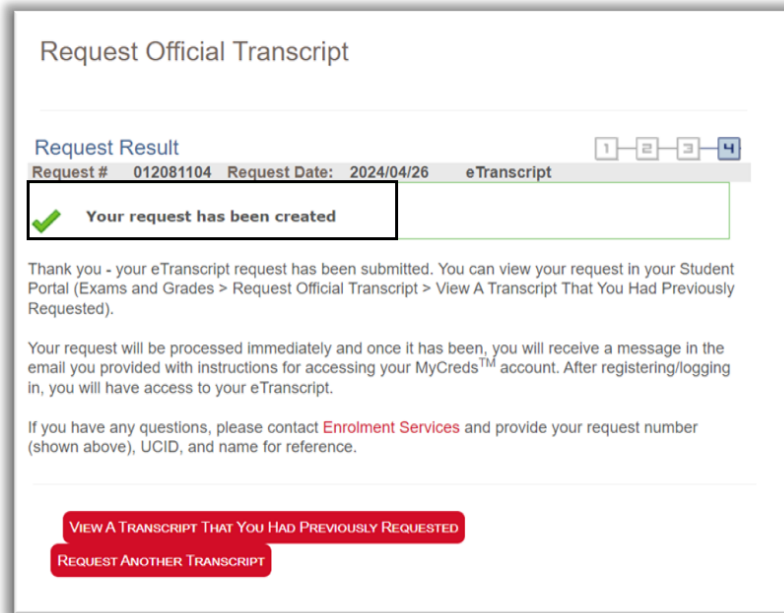 Request Official Transcript
Request Result
1 2 3 4
Request # 012081104 Request Date: 2024/04/26 eTranscript
Your request has been created
Thank you - your eTranscript request has been submitted. You can view your request in your Student
Portal (Exams and Grades > Request Official Transcript > View A Transcript That You Had Previously
Requested).
Your request will be processed immediately and once it has been, you will receive a message in the
email you provided with instructions for accessing your MyCreds™ account. After registering/logging
in, you will have access to your eTranscript.
If you have any questions, please contact Enrolment Services and provide your request number
(shown above), UCID, and name for reference.
View A Transcript That You Had Previously Requested
Request Another Transcript